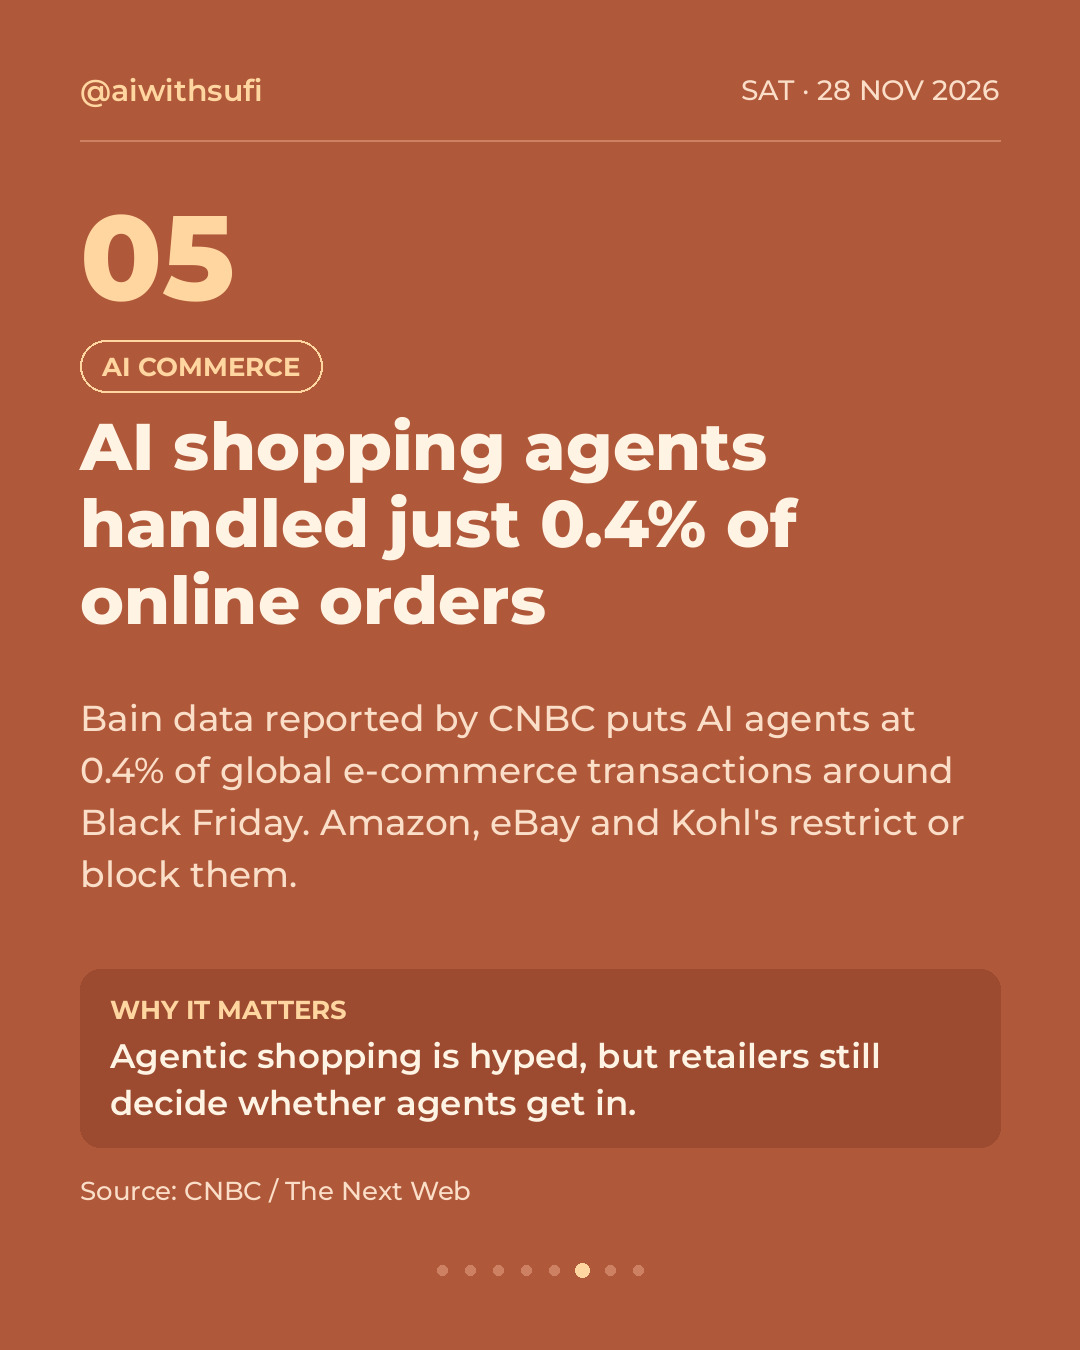 @aiwithsufi
SAT · 28 NOV 2026
05
AI COMMERCE
AI shopping agents
handled just 0.4% of
online orders
Bain data reported by CNBC puts AI agents at
0.4% of global e-commerce transactions around
Black Friday. Amazon, eBay and Kohl's restrict or
block them.
WHY IT MATTERS
Agentic shopping is hyped, but retailers still
decide whether agents get in.
Source: CNBC / The Next Web